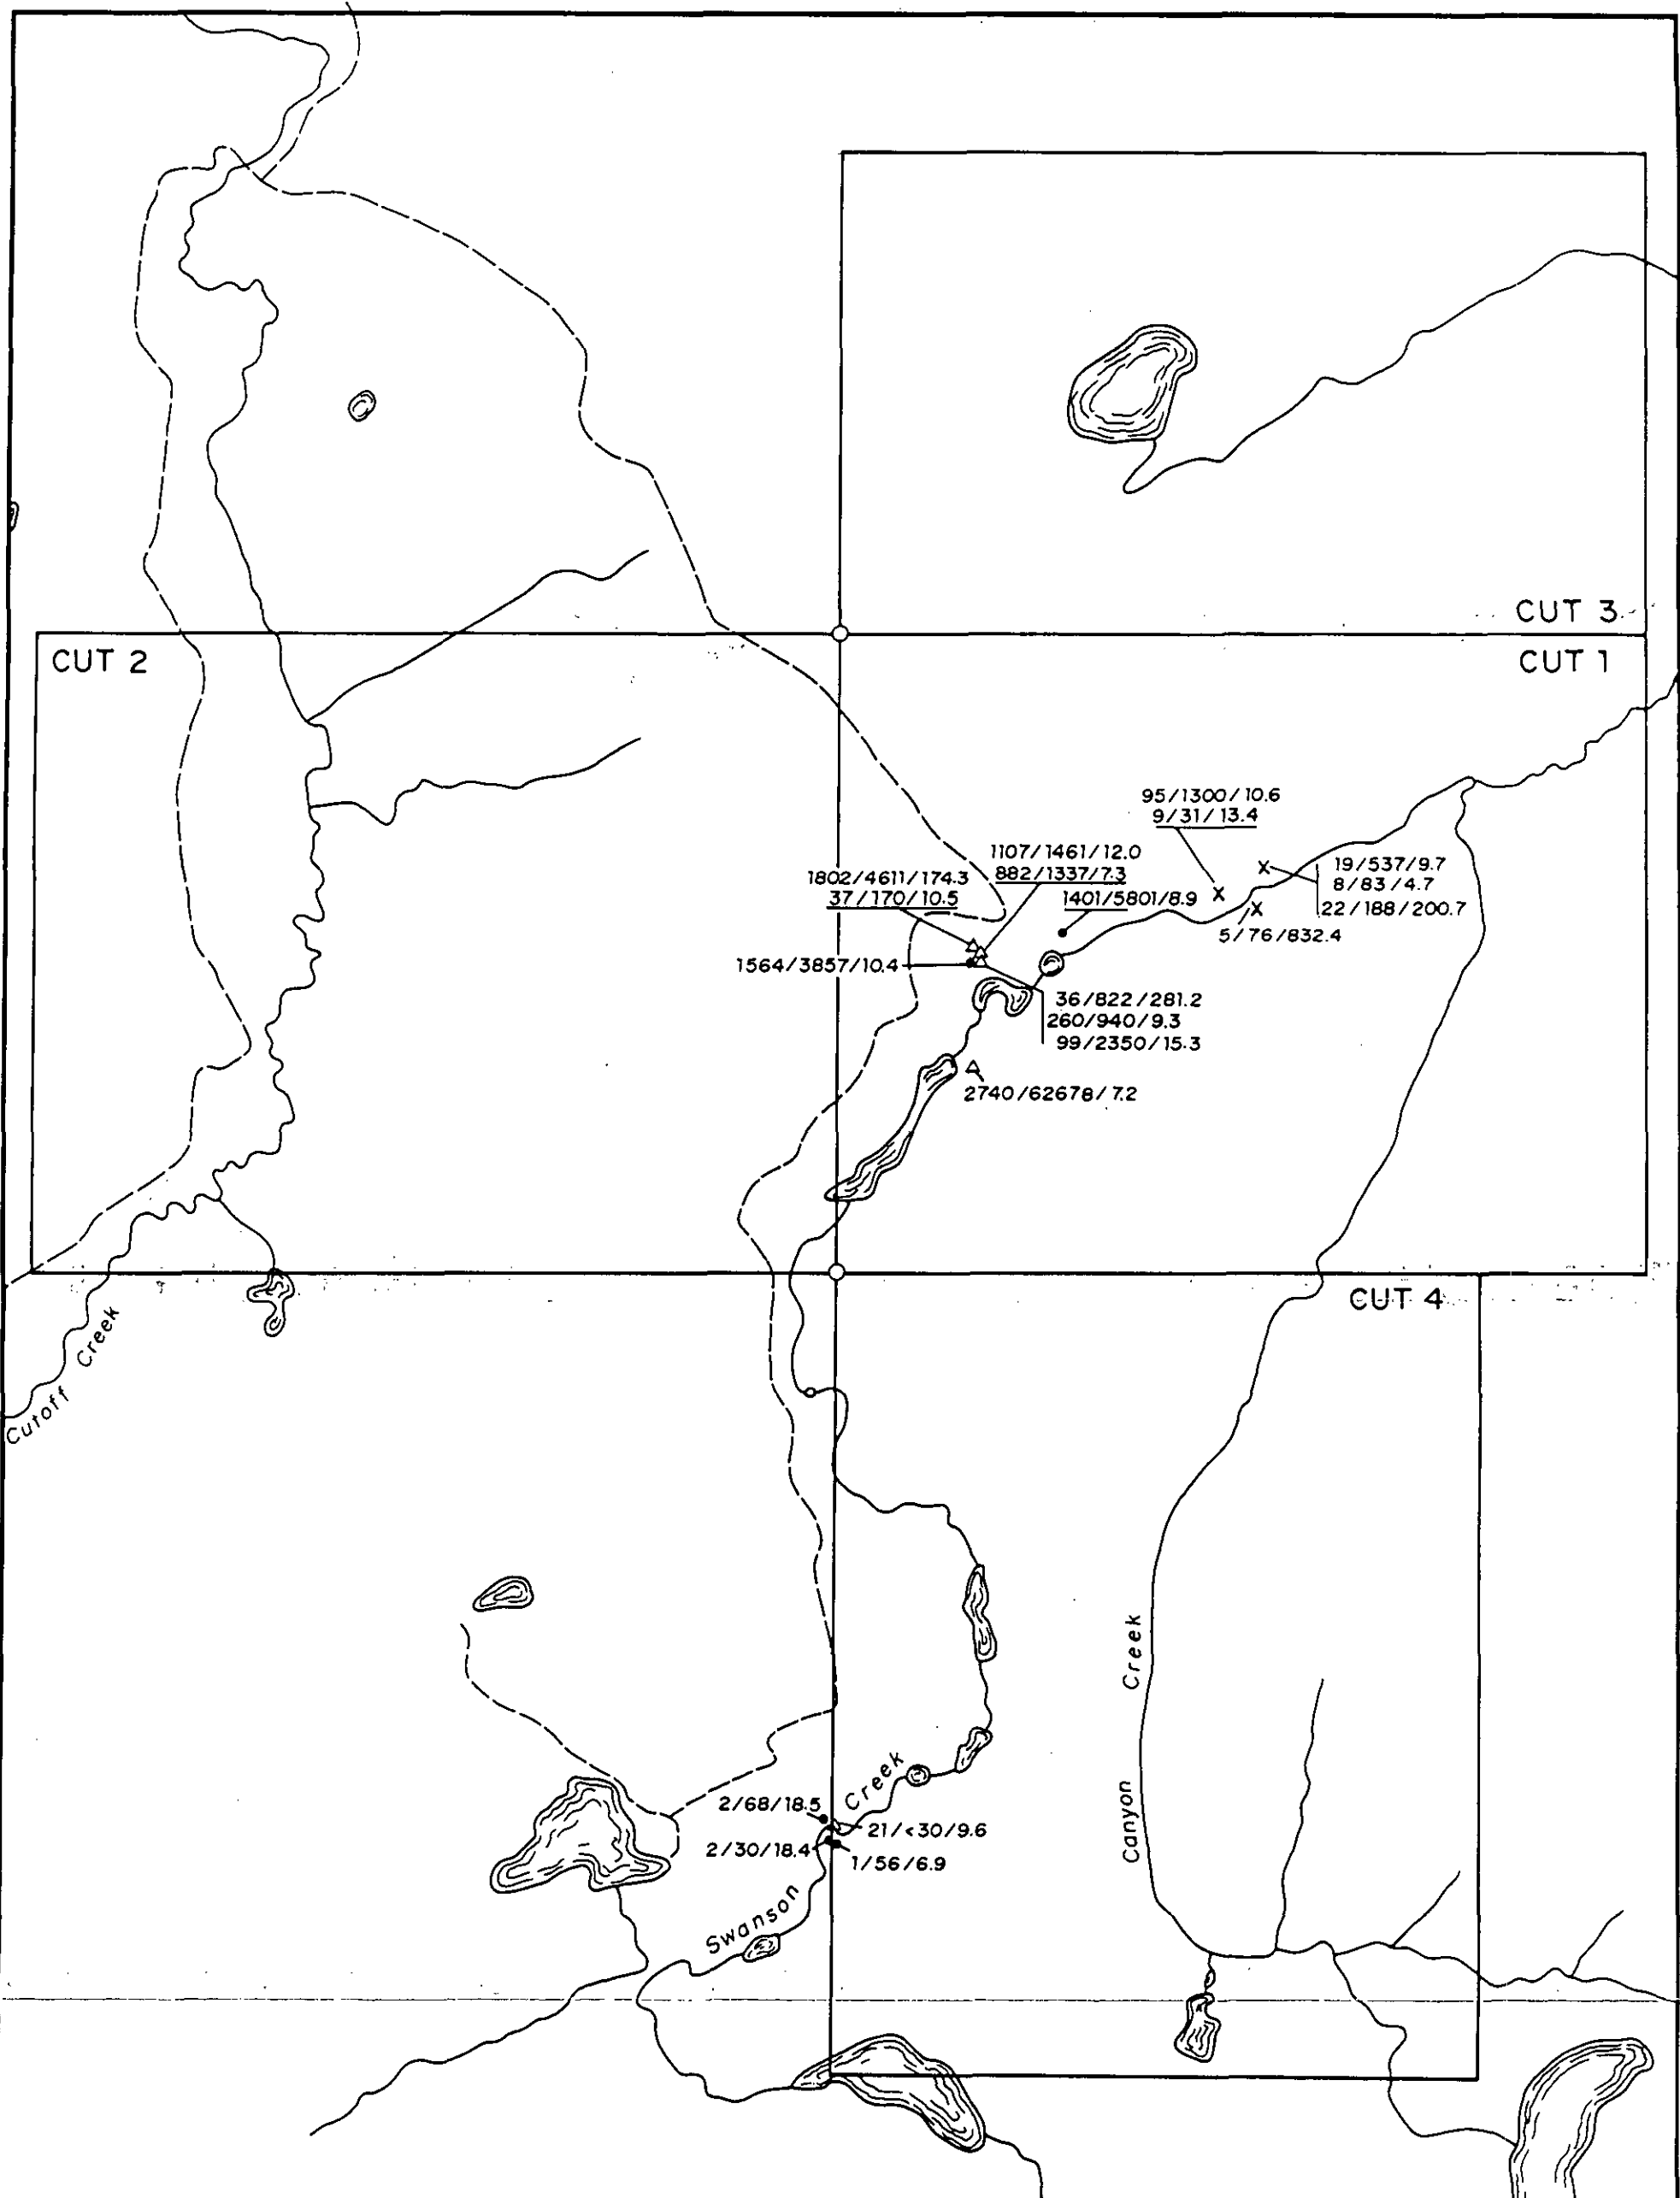 CUT 3
CUT 2
CUT 1
95/1300/10.6
9/31/13.4
1107/1461/12.0
882/1337/7.3
1802/4611/174.3
37/170/10.5
1401/5801/8.9
19/537/9.7
8/83/4.7
22/188/200.7
5/76/832.4
1564/3857/10.4
36/822/281.2
260/940/9.3
99/2350/15.3
2740/62678/7.2
CUT 4
Cutoff Creek
Canyon Creek
Swanson Creek
2/68/18.5
21/<30/9.6
2/30/18.4
1/56/6.9